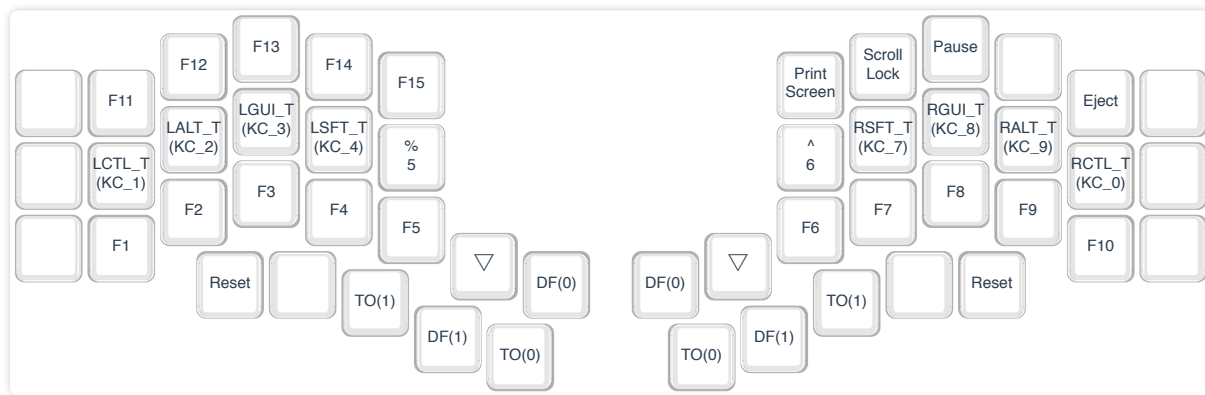 F11
F12
F13
F14
F15
LCTL_T
(KC_1)
LALT_T
(KC_2)
LGUI_T
(KC_3)
LSFT_T
(KC_4)
%
5
F1
F2
F3
F4
F5
Reset
TO(1)
DF(1)
TO(0)
▽
DF(0)
Print
Screen
Scroll
Lock
Pause
Eject
^
6
RSFT_T
(KC_7)
RGUI_T
(KC_8)
RALT_T
(KC_9)
RCTL_T
(KC_0)
F6
F7
F8
F9
F10
DF(0)
▽
TO(0)
DF(1)
TO(1)
Reset